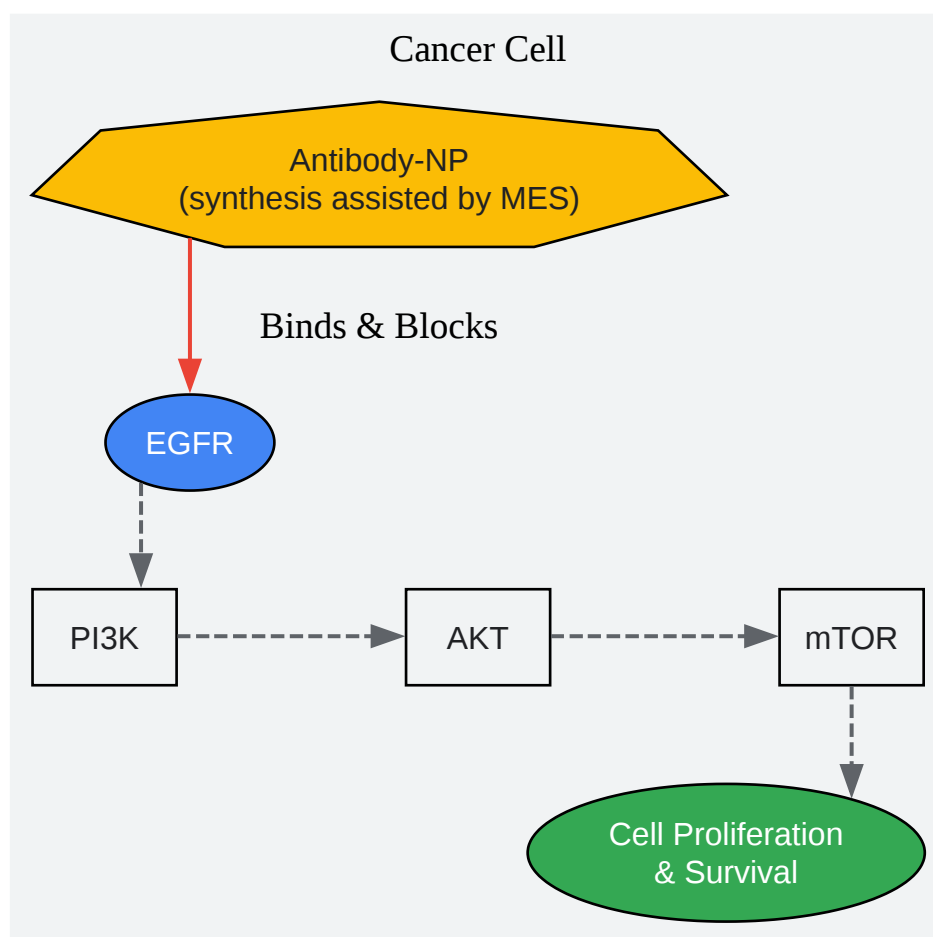 Cancer Cell
Antibody-NP
(synthesis assisted by MES)
Binds & Blocks
EGFR
PI3K
AKT
mTOR
Cell Proliferation
& Survival